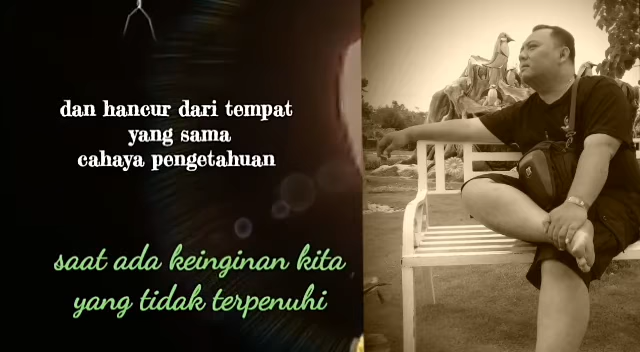 dan hancur dari tempat
yang sama
cahaya pengetahuan
saat ada keinginan kita
yang tidak terpenuhi